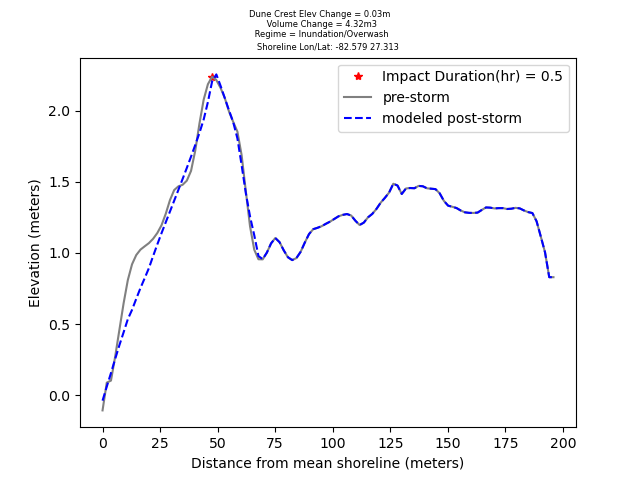 Dune Crest Elev Change = 0.03m
Volume Change = 4.32m3
Regime = Inundation/Overwash
Shoreline Lon/Lat: -82.579 27.313
Impact Duration(hr) = 0.5
pre-storm
modeled post-storm
2.0
1.5
1.0
0.5
0.0
Elevation (meters)
0 25 50 75 100 125 150 175 200
Distance from mean shoreline (meters)